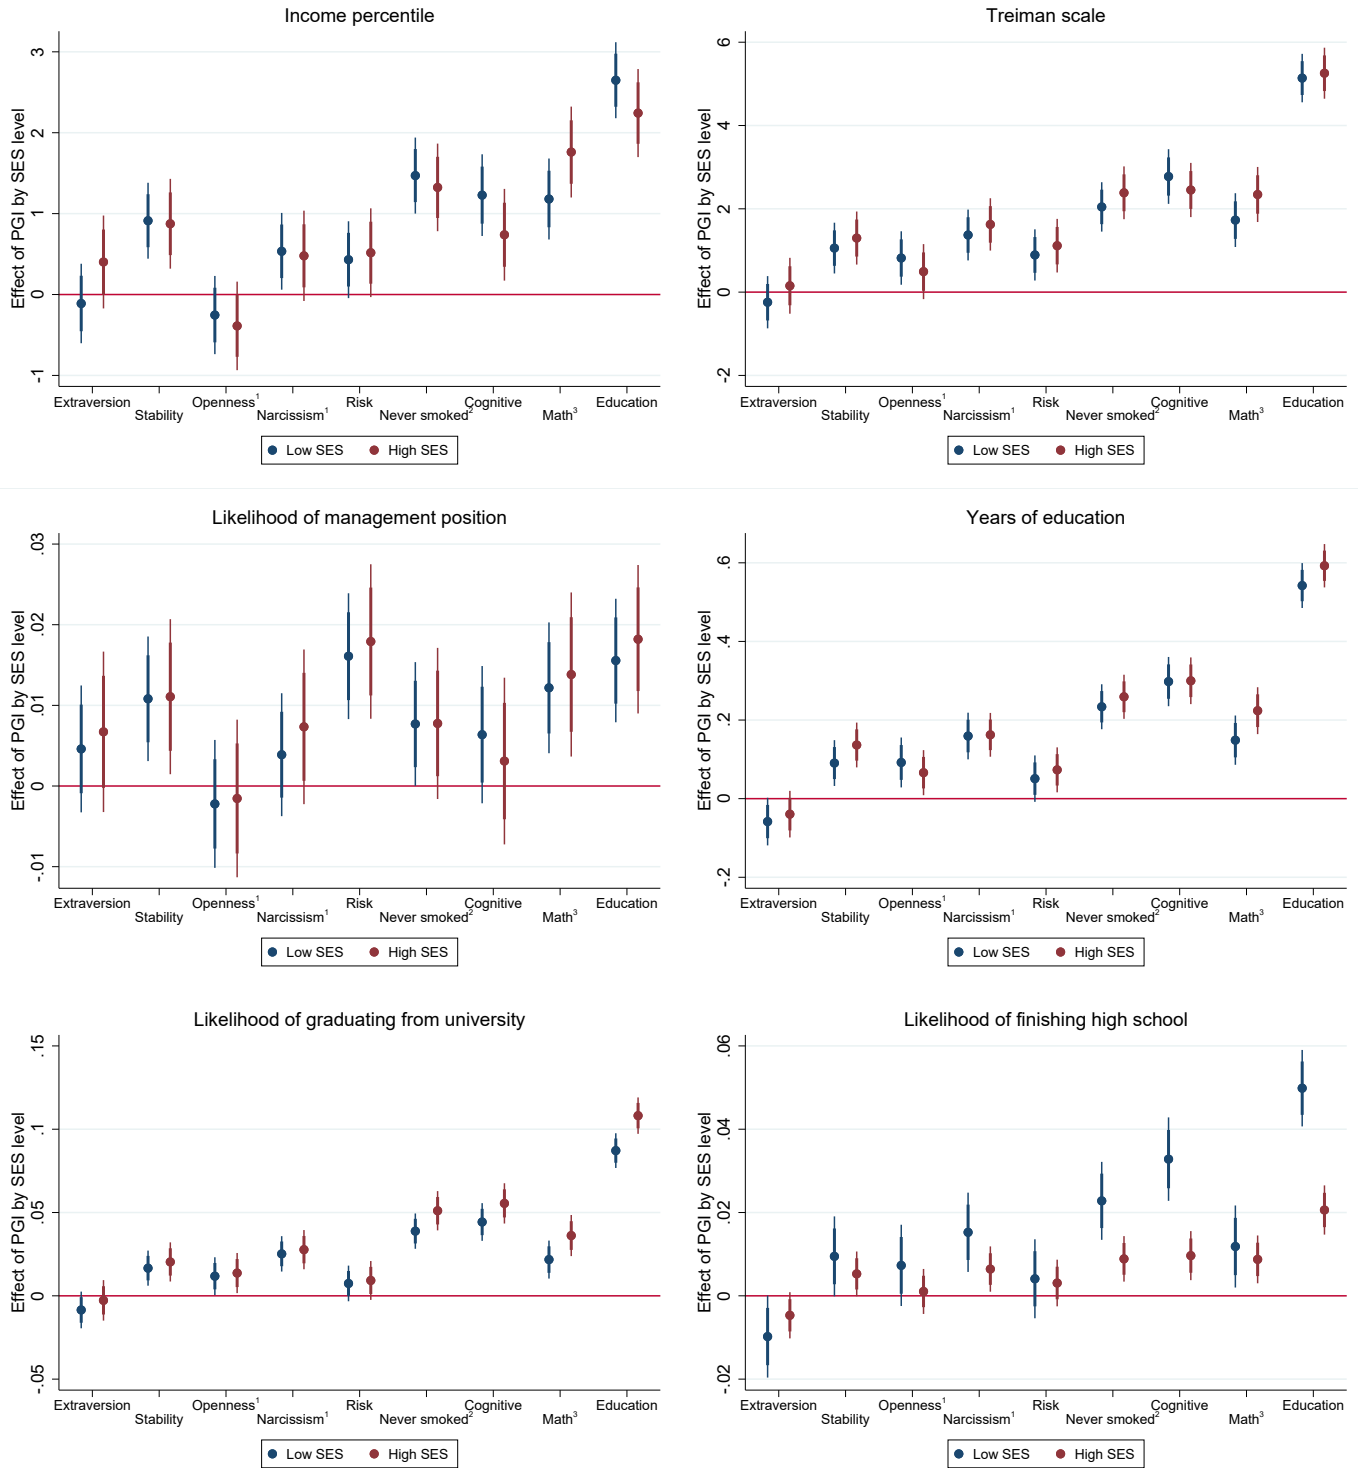 Income percentile
Effect of PGI by SES level
3
2
1
0
-1
Extraversion Stability Openness¹ Narcissism¹ Risk Never smoked² Cognitive Math³ Education
Low SES High SES
Treiman scale
Effect of PGI by SES level
6
4
2
0
-2
Extraversion Stability Openness¹ Narcissism¹ Risk Never smoked² Cognitive Math³ Education
Low SES High SES
Likelihood of management position
Effect of PGI by SES level
.03
.02
.01
0
-.01
Extraversion Stability Openness¹ Narcissism¹ Risk Never smoked² Cognitive Math³ Education
Low SES High SES
Years of education
Effect of PGI by SES level
.6
.4
.2
0
-.2
Extraversion Stability Openness¹ Narcissism¹ Risk Never smoked² Cognitive Math³ Education
Low SES High SES
Likelihood of graduating from university
Effect of PGI by SES level
.15
.1
.05
0
-.05
Extraversion Stability Openness¹ Narcissism¹ Risk Never smoked² Cognitive Math³ Education
Low SES High SES
Likelihood of finishing high school
Effect of PGI by SES level
.06
.04
.02
0
-.02
Extraversion Stability Openness¹ Narcissism¹ Risk Never smoked² Cognitive Math³ Education
Low SES High SES